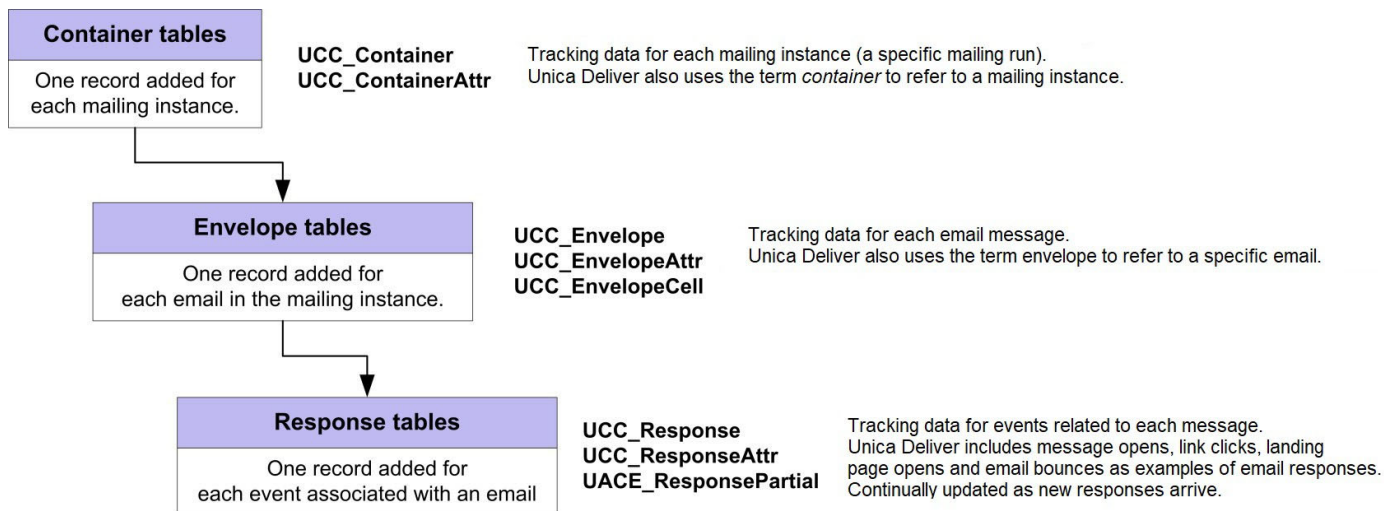 Container tables
One record added for
each mailing instance.
UCC_Container
UCC_ContainerAttr
Tracking data for each mailing instance (a specific mailing run).
Unica Deliver also uses the term container to refer to a mailing instance.
Envelope tables
One record added for
each email in the mailing instance.
UCC_Envelope
UCC_EnvelopeAttr
UCC_EnvelopeCell
Tracking data for each email message.
Unica Deliver also uses the term envelope to refer to a specific email.
Response tables
One record added for
each event associated with an email
UCC_Response
UCC_ResponseAttr
UACE_ResponsePartial
Tracking data for events related to each message.
Unica Deliver includes message opens, link clicks, landing
page opens and email bounces as examples of email responses.
Continually updated as new responses arrive.